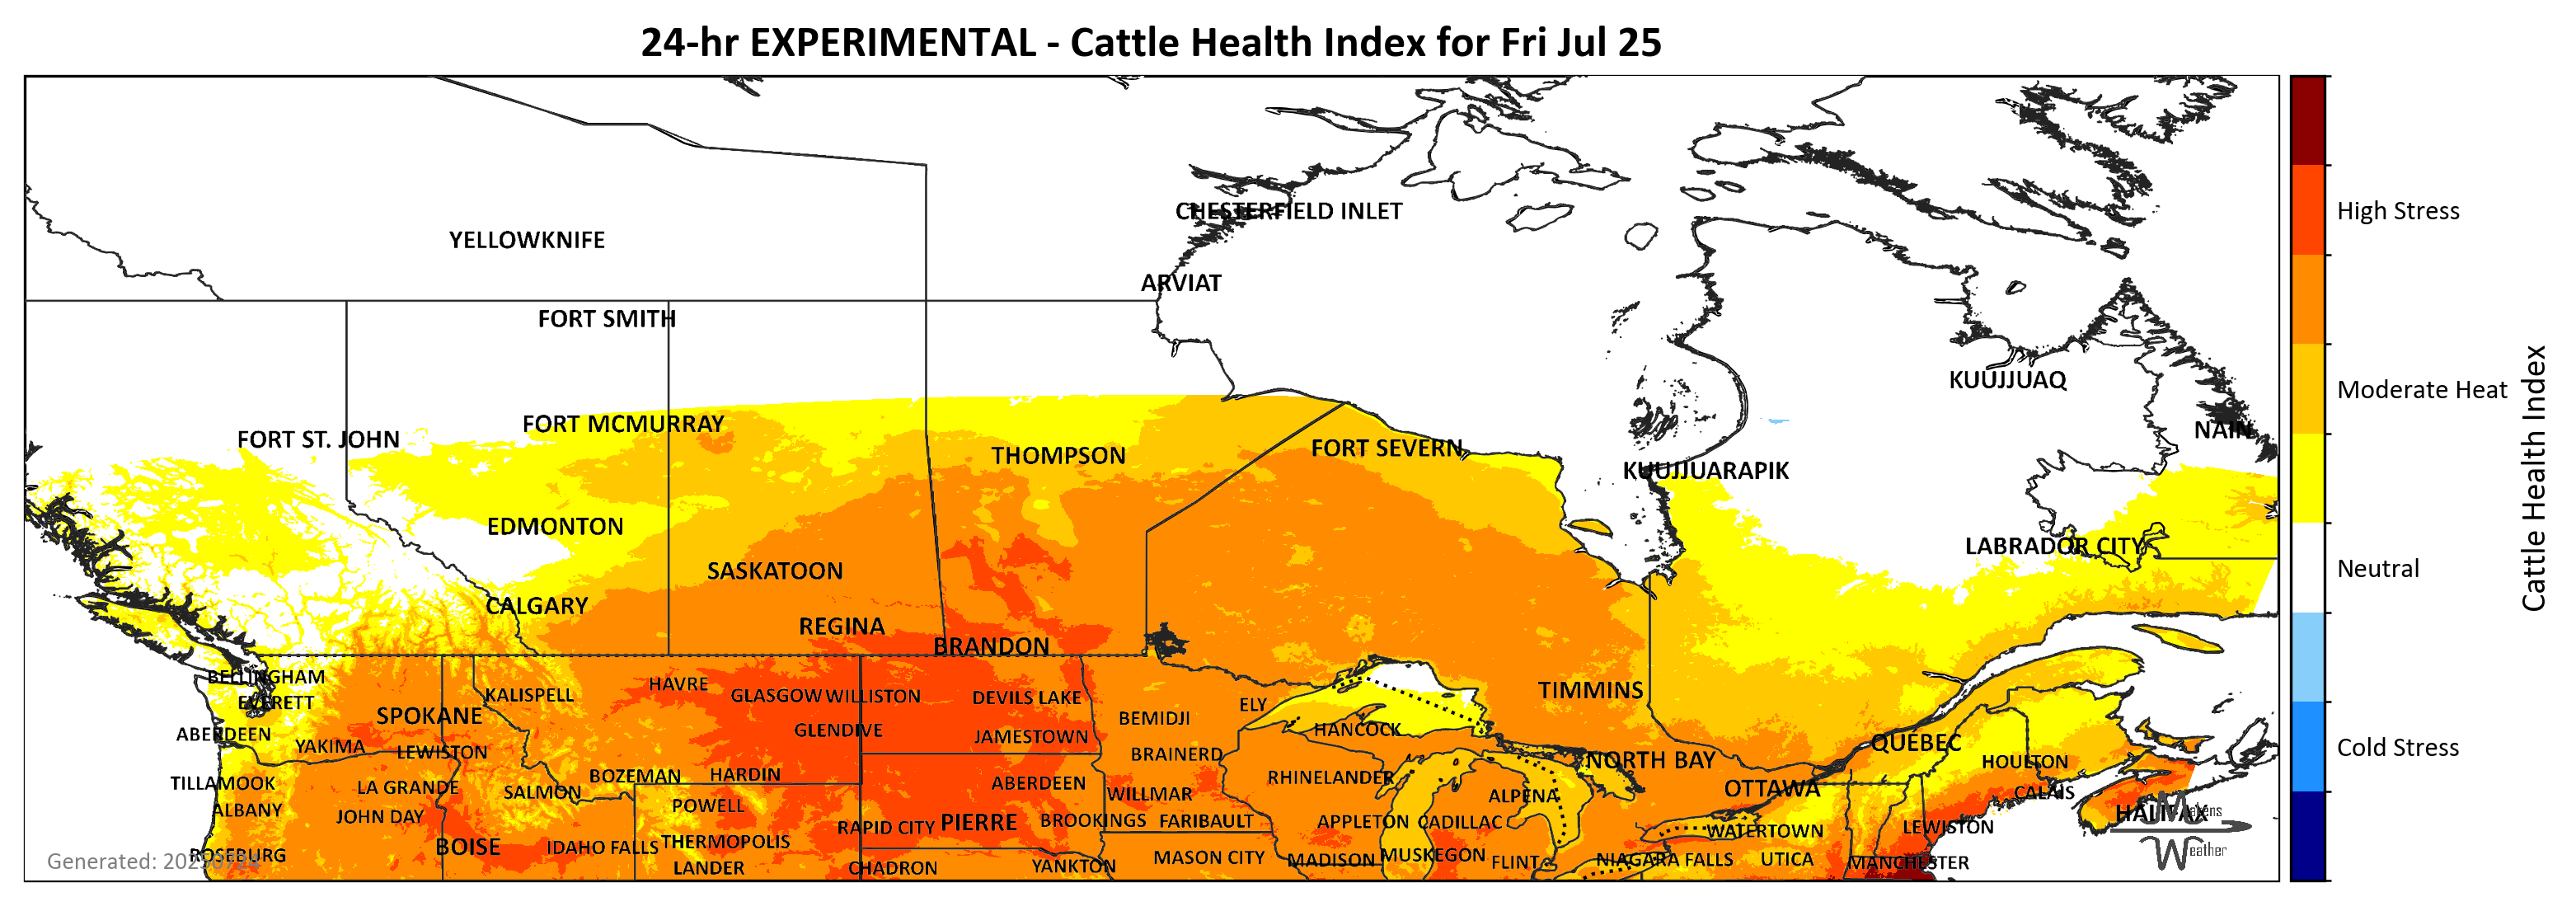 24-hr EXPERIMENTAL - Cattle Health Index for Fri Jul 25
CHESTERFIELD INLET
YELLOWKNIFE
High Stress
ARVIAT
FORT SMITH
KUUJJUAQ
Moderate Heat
FORT MCMURRAY
NAIN
FORT ST. JOHN
THOMPSON
FORT SEVERN
KUUJJUARAPIK
Cattle Health Index
EDMONTON
LABRADOR CITY
SASKATOON
Neutral
CALGARY
REGINA
BRANDON
BELLINGHAM
HAVRE
KALISPELL
GLASGOW
WILLISTON
DEVILS LAKE
TIMMINS
EVERETT
ELY
SPOKANE
BEMIDJI
ABERDEEN
GLENDIVE
JAMESTOWN
HANCOCK
QUEBEC
YAKIMA
LEWISTON
BRAINERD
NORTH BAY
HOULTON
Cold Stress
BOZEMAN
HARDIN
RHINELANDER
TILLAMOOK
LA GRANDE
SALMON
ABERDEEN
WILLMAR
ALPENA
OTTAWA
CALAIS
ALBANY
JOHN DAY
POWELL
RAPID CITY
PIERRE
BROOKINGS
FARIBAULT
APPLETON
CADILLAC
WATERTOWN
LEWISTON
HALIFAX
Makens
Weather
BOISE
IDAHO FALLS
THERMOPOLIS
ROSEBURG
MASON CITY
MADISON
MUSKEGON
FLINT
NIAGARA FALLS
UTICA
MANCHESTER
LANDER
CHADRON
YANKTON
Generated: